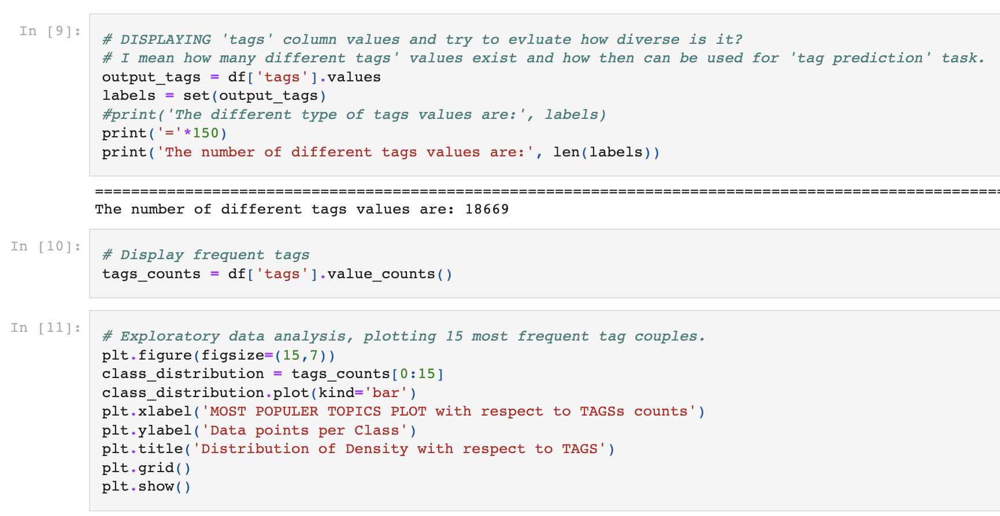 In [9]:
# DISPLAYING 'tags' column values and try to evluate how diverse is it?
# I mean how many different tags' values exist and how then can be used for 'tag prediction' task.
output_tags = df['tags'].values
labels = set(output_tags)
#print('The different type of tags values are:', labels)
print('='*150)
print('The number of different tags values are:', len(labels))
====================================================================================================
The number of different tags values are: 18669
In [10]:
# Display frequent tags
tags_counts = df['tags'].value_counts()
In [11]:
# Exploratory data analysis, plotting 15 most frequent tag couples.
plt.figure(figsize=(15,7))
class_distribution = tags_counts[0:15]
class_distribution.plot(kind='bar')
plt.xlabel('MOST POPULER TOPICS PLOT with respect to TAGSs counts')
plt.ylabel('Data points per Class')
plt.title('Distribution of Density with respect to TAGS')
plt.grid()
plt.show()